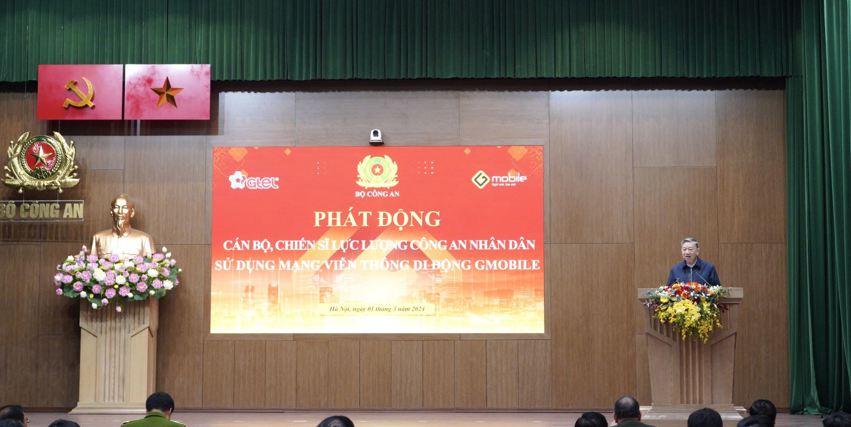 BỘ CÔNG AN
Gtel
BỘ CÔNG AN
mobile
PHÁT ĐỘNG
CÁN BỘ, CHIẾN SĨ LỰC LƯỢNG CÔNG AN NHÂN DÂN
SỬ DỤNG MẠNG VIỄN THÔNG DI ĐỘNG GMOBILE
Hà Nội, ngày 01 tháng 3 năm 2024